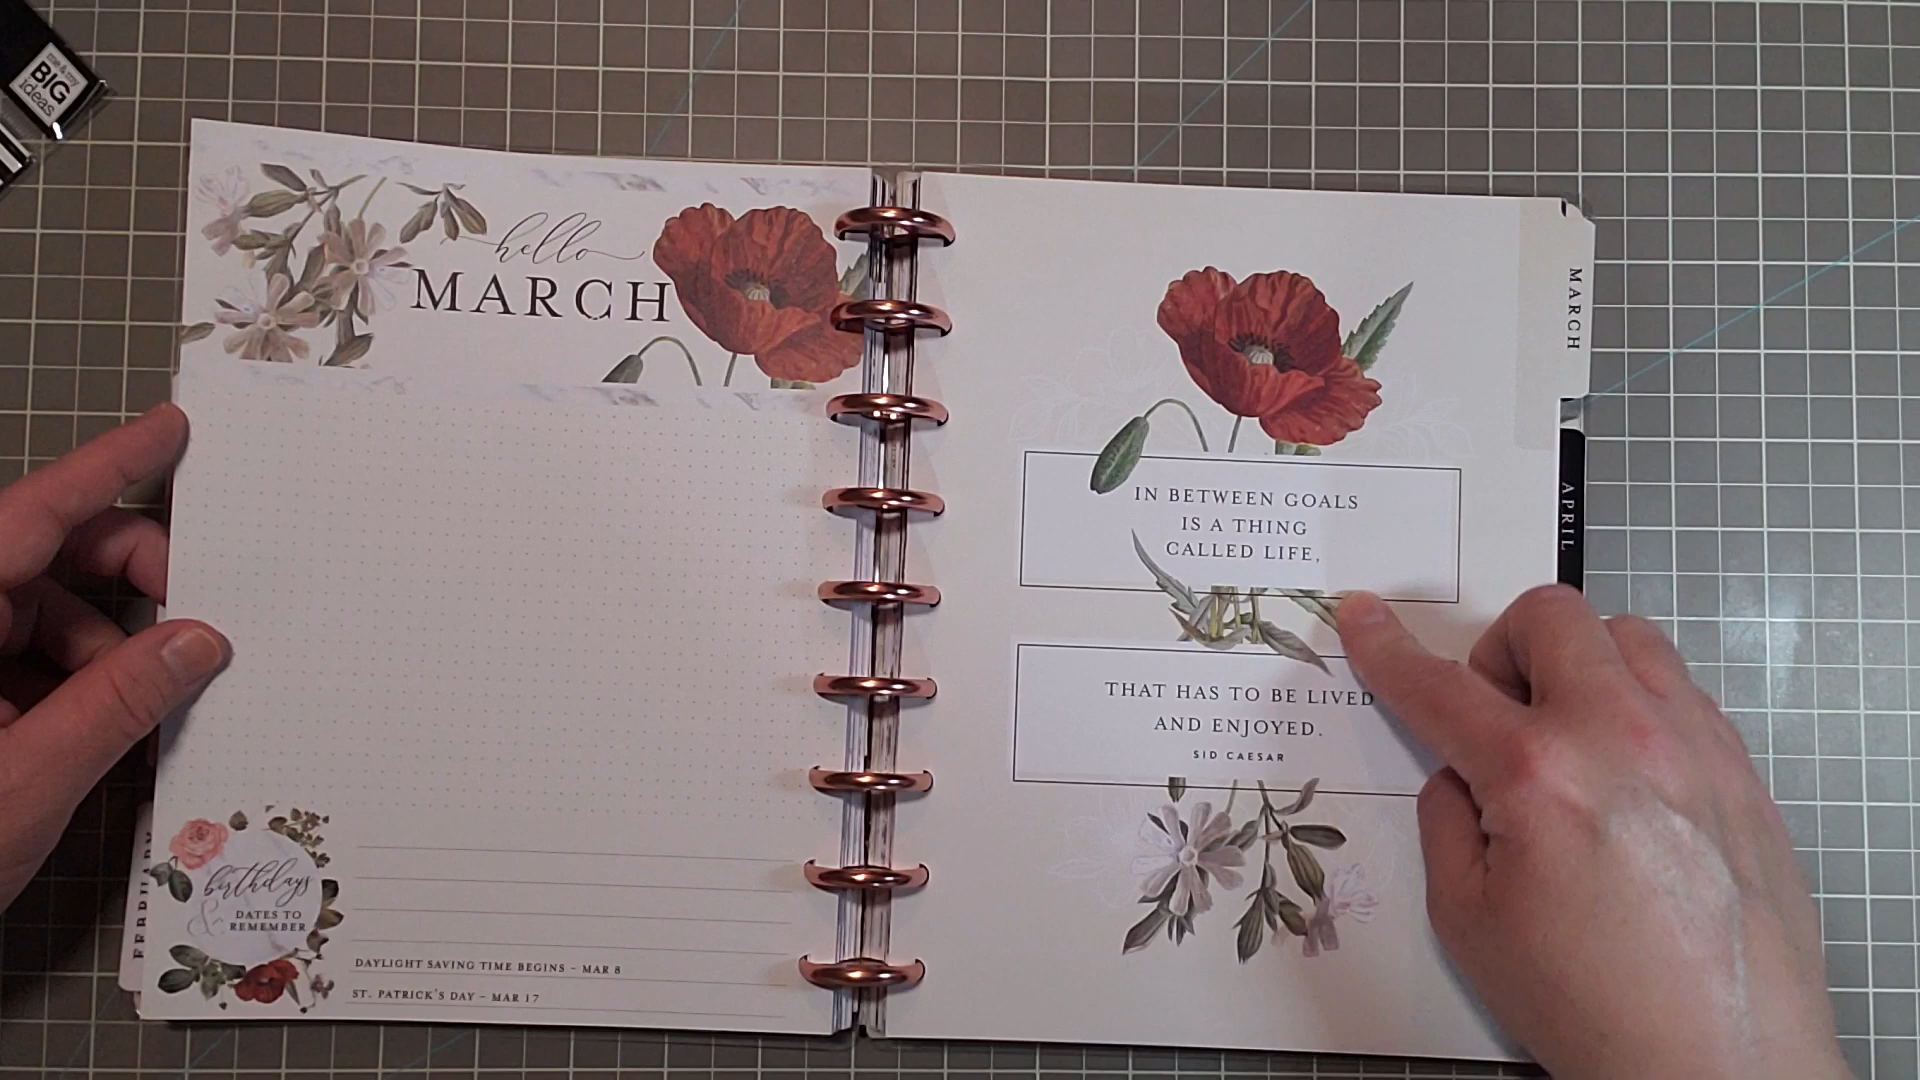 me & my
BIG
ideas
hello
MARCH
birthdays
&
DATES TO
REMEMBER
DAYLIGHT SAVING TIME BEGINS - MAR 8
ST. PATRICK'S DAY - MAR 17
FEBRUARY
IN BETWEEN GOALS
IS A THING
CALLED LIFE,
THAT HAS TO BE LIVED
AND ENJOYED.
SID CAESAR
MARCH
APRIL